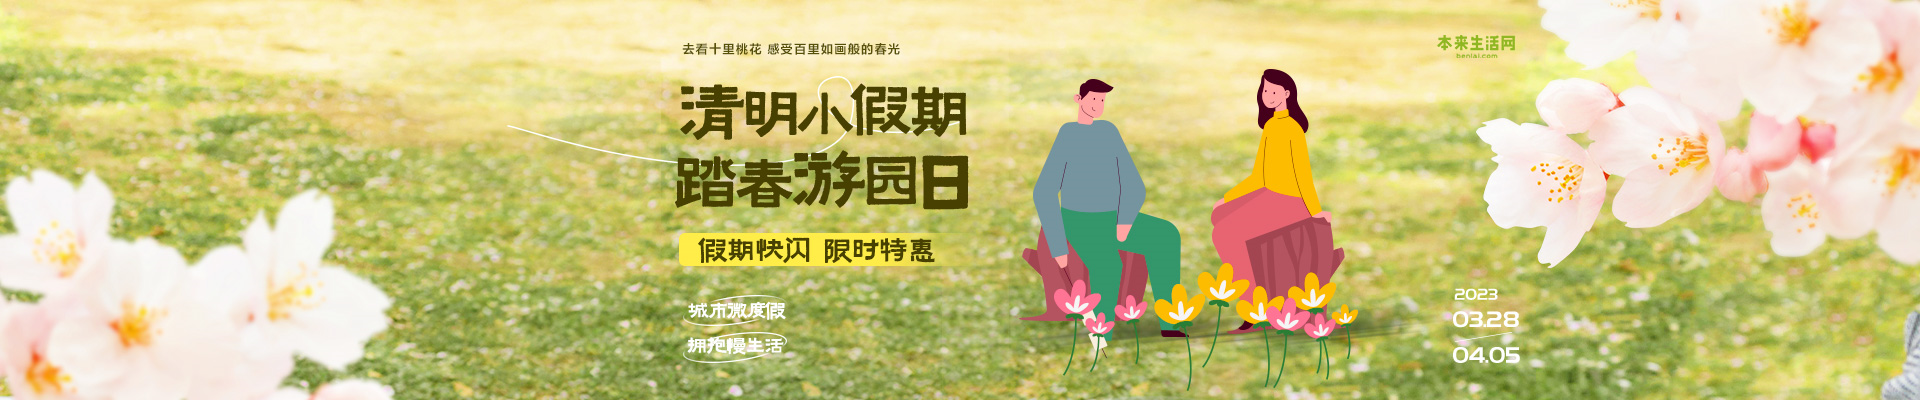 去看十里桃花 感受百里如画般的春光
清明小假期
踏春游园日
假期快闪 限时特惠
城市微度假
拥抱慢生活
本来生活网
benlai.com
2023
03.28
04.05